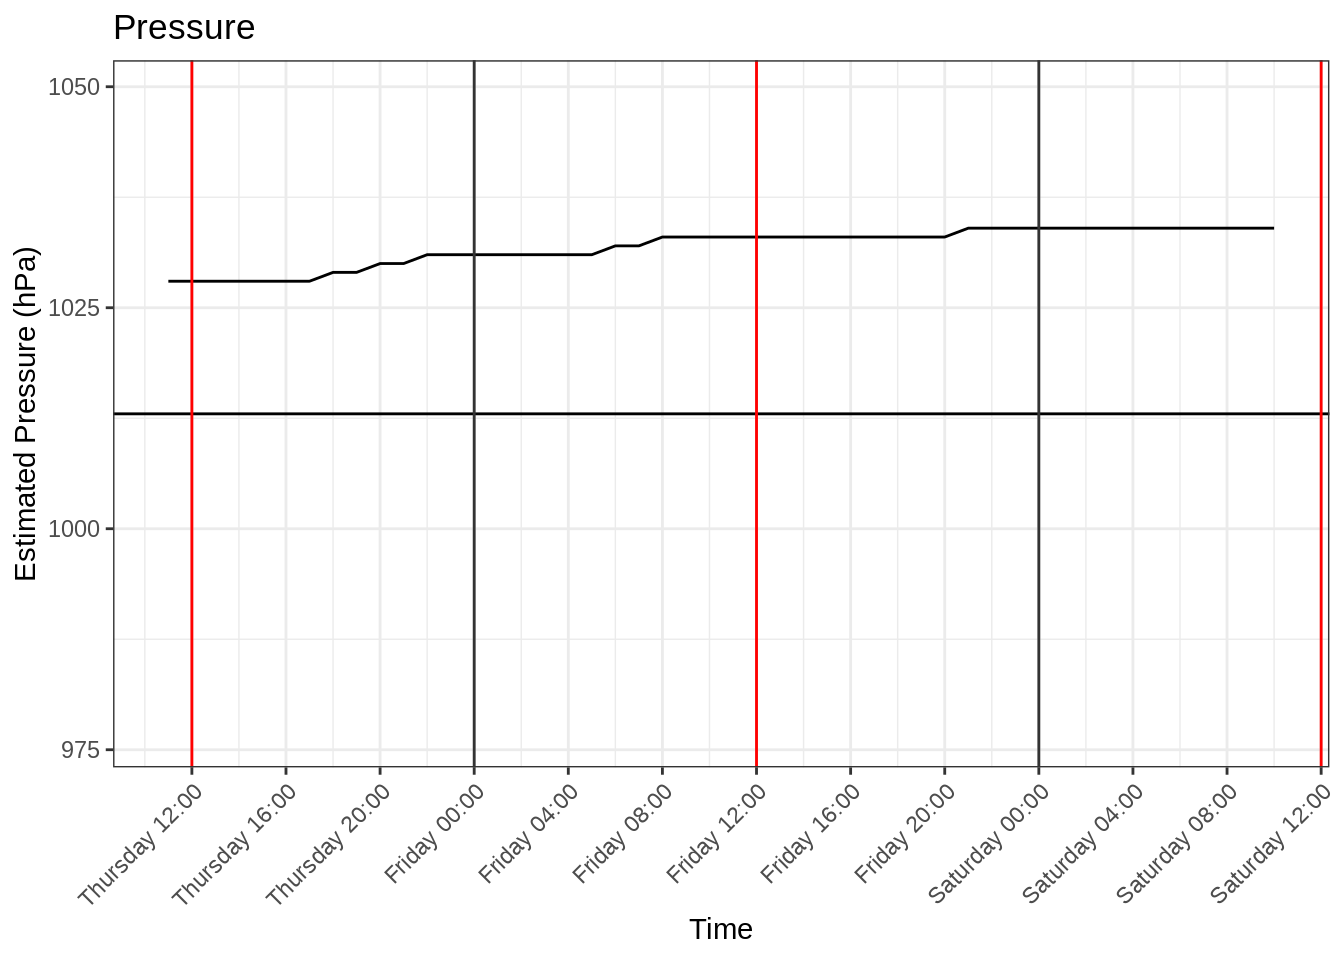 Pressure
Estimated Pressure (hPa)
1050
1025
1000
975
Thursday 12:00
Thursday 16:00
Thursday 20:00
Friday 00:00
Friday 04:00
Friday 08:00
Friday 12:00
Friday 16:00
Friday 20:00
Saturday 00:00
Saturday 04:00
Saturday 08:00
Saturday 12:00
Time